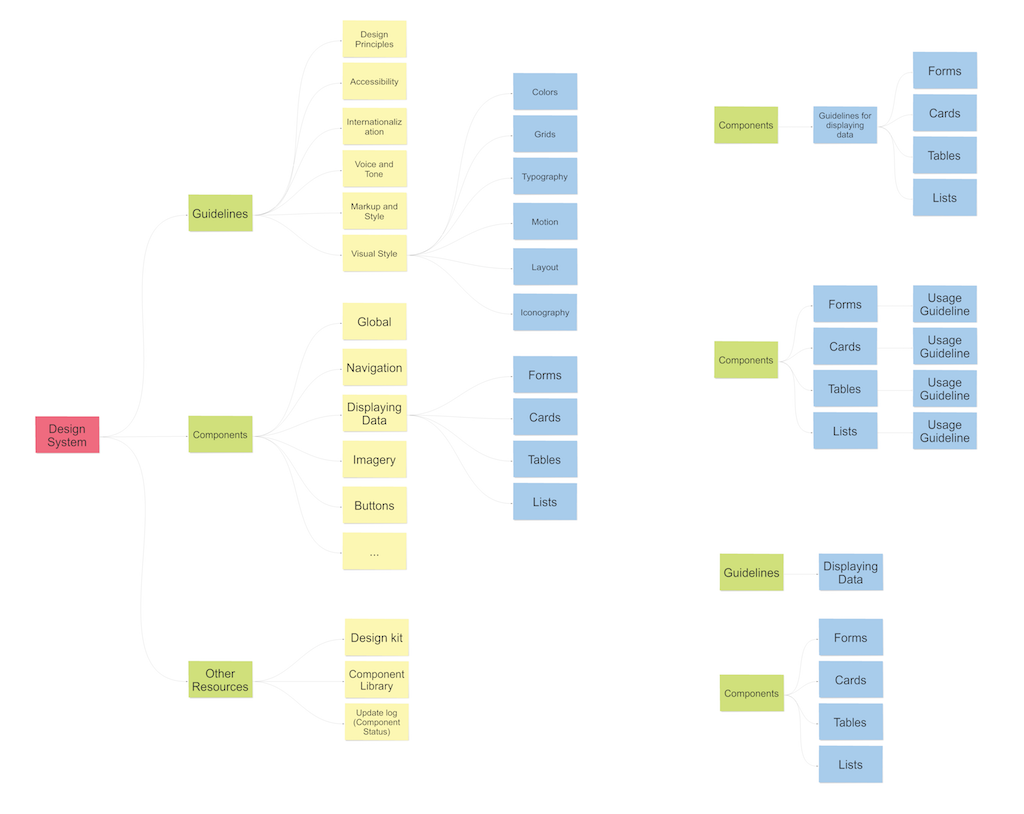 Design
System
Guidelines
Components
Other
Resources
Design
Principles
Accessibility
Internationaliz
ation
Voice and
Tone
Markup and
Style
Visual Style
Global
Navigation
Displaying
Data
Imagery
Buttons
...
Design kit
Component
Library
Update log
(Component
Status)
Colors
Grids
Typography
Motion
Layout
Iconography
Forms
Cards
Tables
Lists
Components
Guidelines for
displaying
data
Forms
Cards
Tables
Lists
Components
Forms
Cards
Tables
Lists
Usage
Guideline
Usage
Guideline
Usage
Guideline
Usage
Guideline
Guidelines
Displaying
Data
Components
Forms
Cards
Tables
Lists